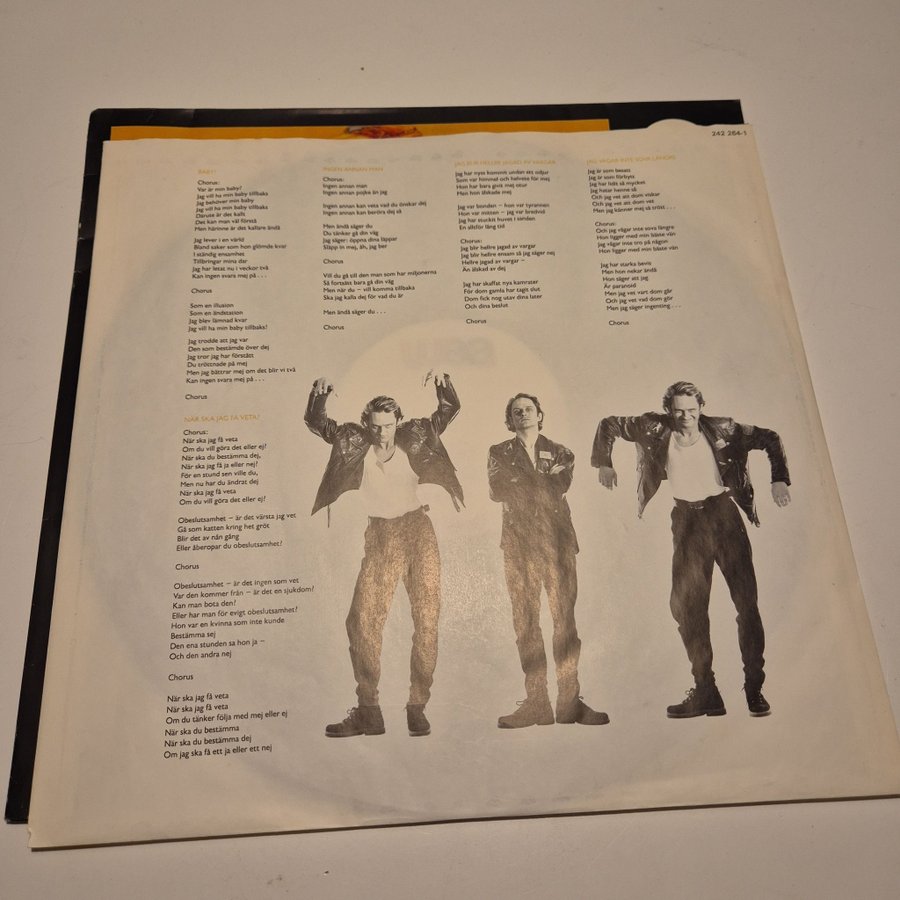 242 264-1
BABY?
Chorus:
Var är min baby?
Jag vill ha min baby tillbaks
Jag behöver min baby
Jag vill ha min baby tillbaks
Därute är det kallt
Det kan man väl förstå
Men härinne är det kallare ändå
Jag lever i en värld
Bland saker som hon glömde kvar
I ständig ensamhet
Tillbringar mina dar
Jag har letat nu i veckor två
Kan ingen svara mej på . . .
Chorus
Som en illusion
Som en ändstation
Jag blev lämnad kvar
Jag vill ha min baby tillbaks!
Jag trodde att jag var
Den som bestämde över dej
Jag tror jag har förstått
Du tröttnade på mej
Men jag bättrar mej om det blir vi två
Kan ingen svara mej på . . .
Chorus
NÄR SKA JAG FÅ VETA?
Chorus:
När ska jag få veta
Om du vill göra det eller ej?
När ska du bestämma dej,
När ska jag få ja eller nej?
För en stund sen ville du,
Men nu har du ändrat dej
När ska jag få veta
Om du vill göra det eller ej?
Obeslutsamhet – är det värsta jag vet
Gå som katten kring het gröt
Blir det av nån gång
Eller åberopar du obeslutsamhet?
Chorus
Obeslutsamhet – är det ingen som vet
Var den kommer från – är det en sjukdom?
Kan man bota den?
Eller har man för evigt obeslutsamhet?
Hon var en kvinna som inte kunde
Bestämma sej
Den ena stunden sa hon ja –
Och den andra nej
Chorus
När ska jag få veta
När ska jag få veta
Om du tänker följa med mej eller ej
När ska du bestämma
När ska du bestämma dej
Om jag ska få ett ja eller ett nej
INGEN ANNAN MAN
Chorus:
Ingen annan man
Ingen annan pojke än jag
Ingen annan kan veta vad du önskar dej
Ingen annan kan beröra dej så
Men ändå säger du
Du tänker gå din väg
Jag säger: öppna dina läppar
Släpp in mej, åh, jag ber
Chorus
Vill du gå till den man som har miljonerna
Så fortsätt bara gå din väg
Men när du – vill komma tillbaka
Ska jag kalla dej för vad du är
Men ändå säger du . . .
Chorus
JAG BLIR HELLRE JAGAD AV VARGAR
Jag har nyss kommit undan ett odjur
Som var himmel och helvete för mej
Hon har bara givit mej otur
Men hon älskade mej
Jag var bonden – hon var tyrannen
Hon var mitten – jag var bredvid
Jag har stuckit huvet i sanden
En alltför lång tid
Chorus:
Jag blir hellre jagad av vargar
Jag blir hellre ensam så jag säger nej
Hellre jagad av vargar –
Än älskad av dej
Jag har skaffat nya kamrater
För dom gamla har tagit slut
Dom fick nog utav dina later
Och dina beslut
Chorus
JAG VÅGAR INTE SOVA LÄNGRE
Jag är som besatt
Jag är som förbytt
Jag har lidit så mycket
Jag hatar henne så
Och jag vet att dom viskar
Och jag vet att dom vet
Men jag känner mej så trött . . .
Chorus:
Och jag vågar inte sova längre
Hon ligger med min bäste vän
Jag vågar inte tro på någon
Hon ligger med min bäste vän
Jag har starka bevis
Men hon nekar ändå
Hon säger att jag
Är paranoid
Men jag vet vart dom går
Och jag vet vad dom gör
Men jag säger ingenting . . .
Chorus